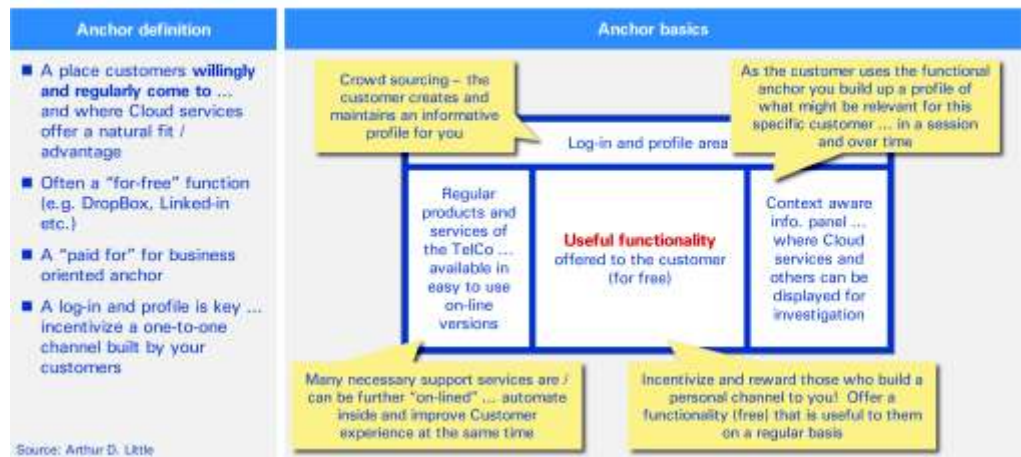 Anchor definition
A place customers willingly
and regularly come to ...
and where Cloud services
offer a natural fit /
advantage
Often a "for-free" function
(e.g. DropBox, Linked-in
etc.)
A "paid for" for business
oriented anchor
A log-in and profile is key ...
incentivize a one-to-one
channel built by your
customers
Source: Arthur D. Little
Anchor basics
Crowd sourcing – the
customer creates and
maintains an informative
profile for you
As the customer uses the functional
anchor you build up a profile of
what might be relevant for this
specific customer ... in a session
and over time
Log-in and profile area
Regular
products and
services of
the TelCo ...
available in
easy to use
on-line
versions
Useful functionality
offered to the customer
(for free)
Context aware
info. panel ...
where Cloud
services and
others can be
displayed for
investigation
Many necessary support services are /
can be further "on-lined" ... automate
inside and improve Customer
experience at the same time
Incentivize and reward those who build a
personal channel to you! Offer a
functionality (free) that is useful to them
on a regular basis